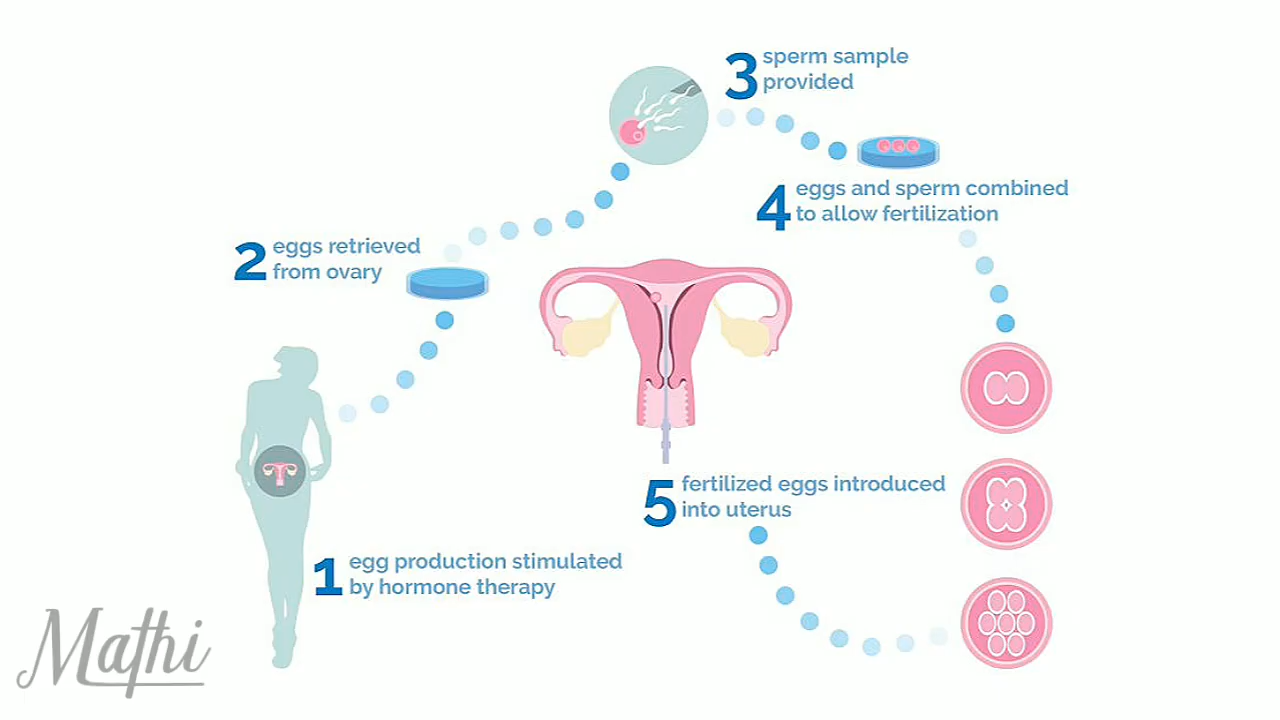 1 egg production stimulated
by hormone therapy
2 eggs retrieved
from ovary
3 sperm sample
provided
4 eggs and sperm combined
to allow fertilization
5 fertilized eggs introduced
into uterus
Mathi